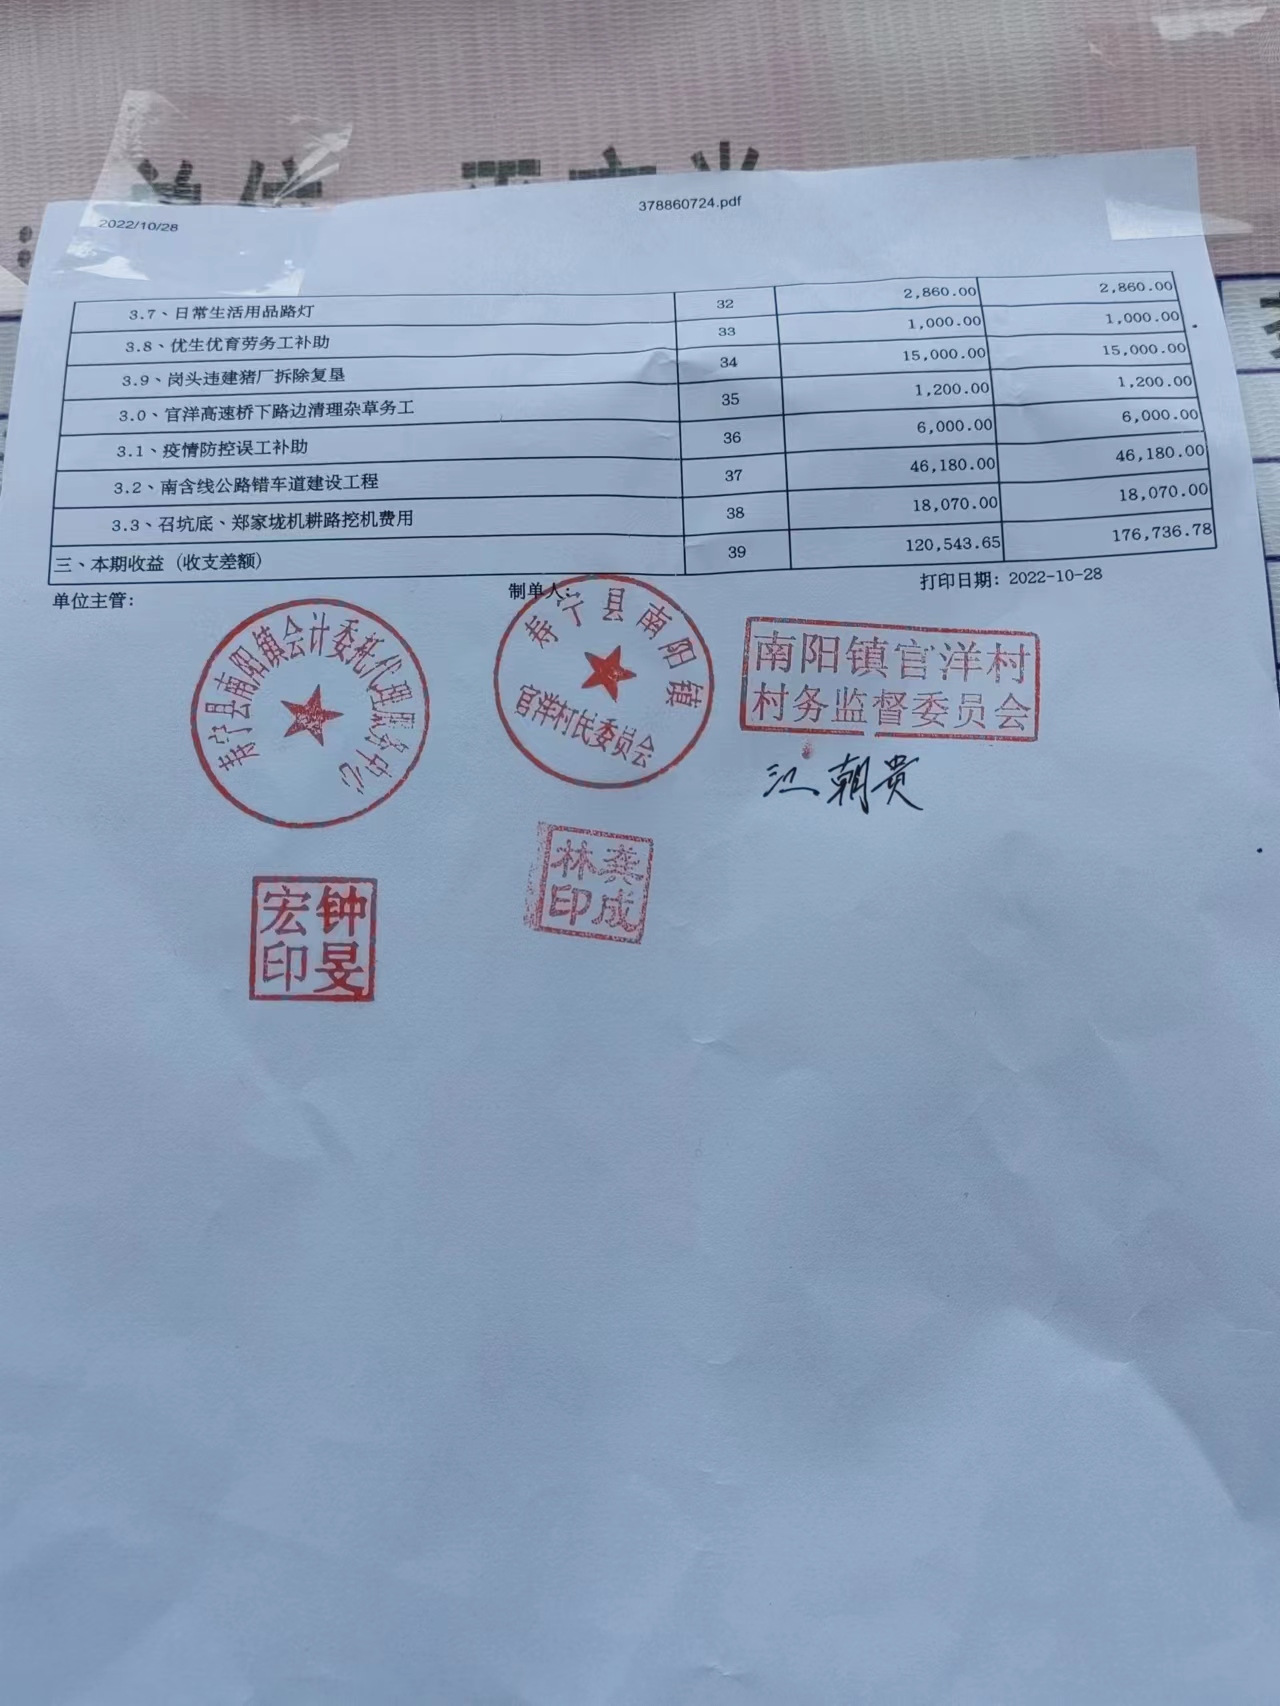 2022/10/28
378860724.pdf
3.7、日常生活用品路灯 32 2,860.00 2,860.00
3.8、优生优育劳务工补助 33 1,000.00 1,000.00
3.9、岗头违建猪厂拆除复垦 34 15,000.00 15,000.00
3.0、官洋高速桥下路边清理杂草务工 35 1,200.00 1,200.00
3.1、疫情防控误工补助 36 6,000.00 6,000.00
3.2、南含线公路错车道建设工程 37 46,180.00 46,180.00
3.3、召坑底、郑家垅机耕路挖机费用 38 18,070.00 18,070.00
三、本期收益（收支差额） 39 120,543.65 176,736.78
单位主管： 制单人： 打印日期：2022-10-28
寿宁县南阳镇会计委托代理服务中心
寿宁县南阳镇
官洋村民委员会
南阳镇官洋村
村务监督委员会
江朝贵
钟旻
宏印
龚成
林印